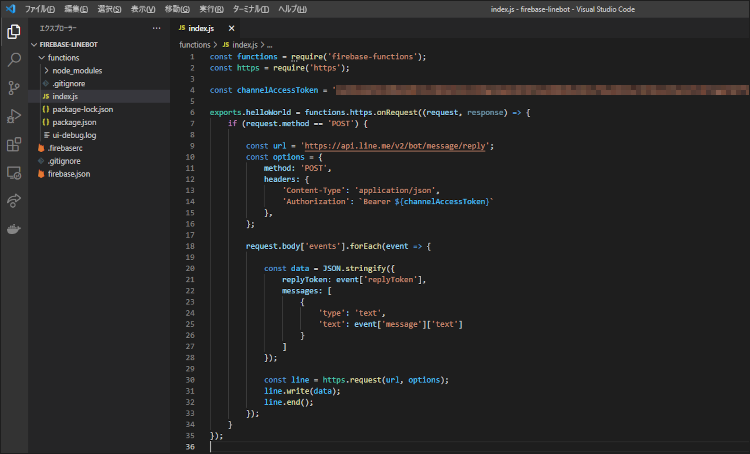 ファイル(F) 編集(E) 選択(S) 表示(V) 移動(G) 実行(R) ターミナル(T) ヘルプ(H)
index.js - firebase-linebot - Visual Studio Code
エクスプローラー
FIREBASE-LINEBOT
functions
node_modules
.gitignore
index.js
package-lock.json
package.json
ui-debug.log
.firebaserc
.gitignore
firebase.json
index.js
functions > index.js > ...
1 const functions = require('firebase-functions');
2 const https = require('https');
3
4 const channelAccessToken = '
5
6 exports.helloWorld = functions.https.onRequest((request, response) => {
7 if (request.method == 'POST') {
8
9 const url = 'https://api.line.me/v2/bot/message/reply';
10 const options = {
11 method: 'POST',
12 headers: {
13 'Content-Type': 'application/json',
14 'Authorization': `Bearer ${channelAccessToken}`
15 },
16 };
17
18 request.body['events'].forEach(event => {
19
20 const data = JSON.stringify({
21 replyToken: event['replyToken'],
22 messages: [
23 {
24 'type': 'text',
25 'text': event['message']['text']
26 }
27 ]
28 });
29
30 const line = https.request(url, options);
31 line.write(data);
32 line.end();
33 });
34 }
35 });
36